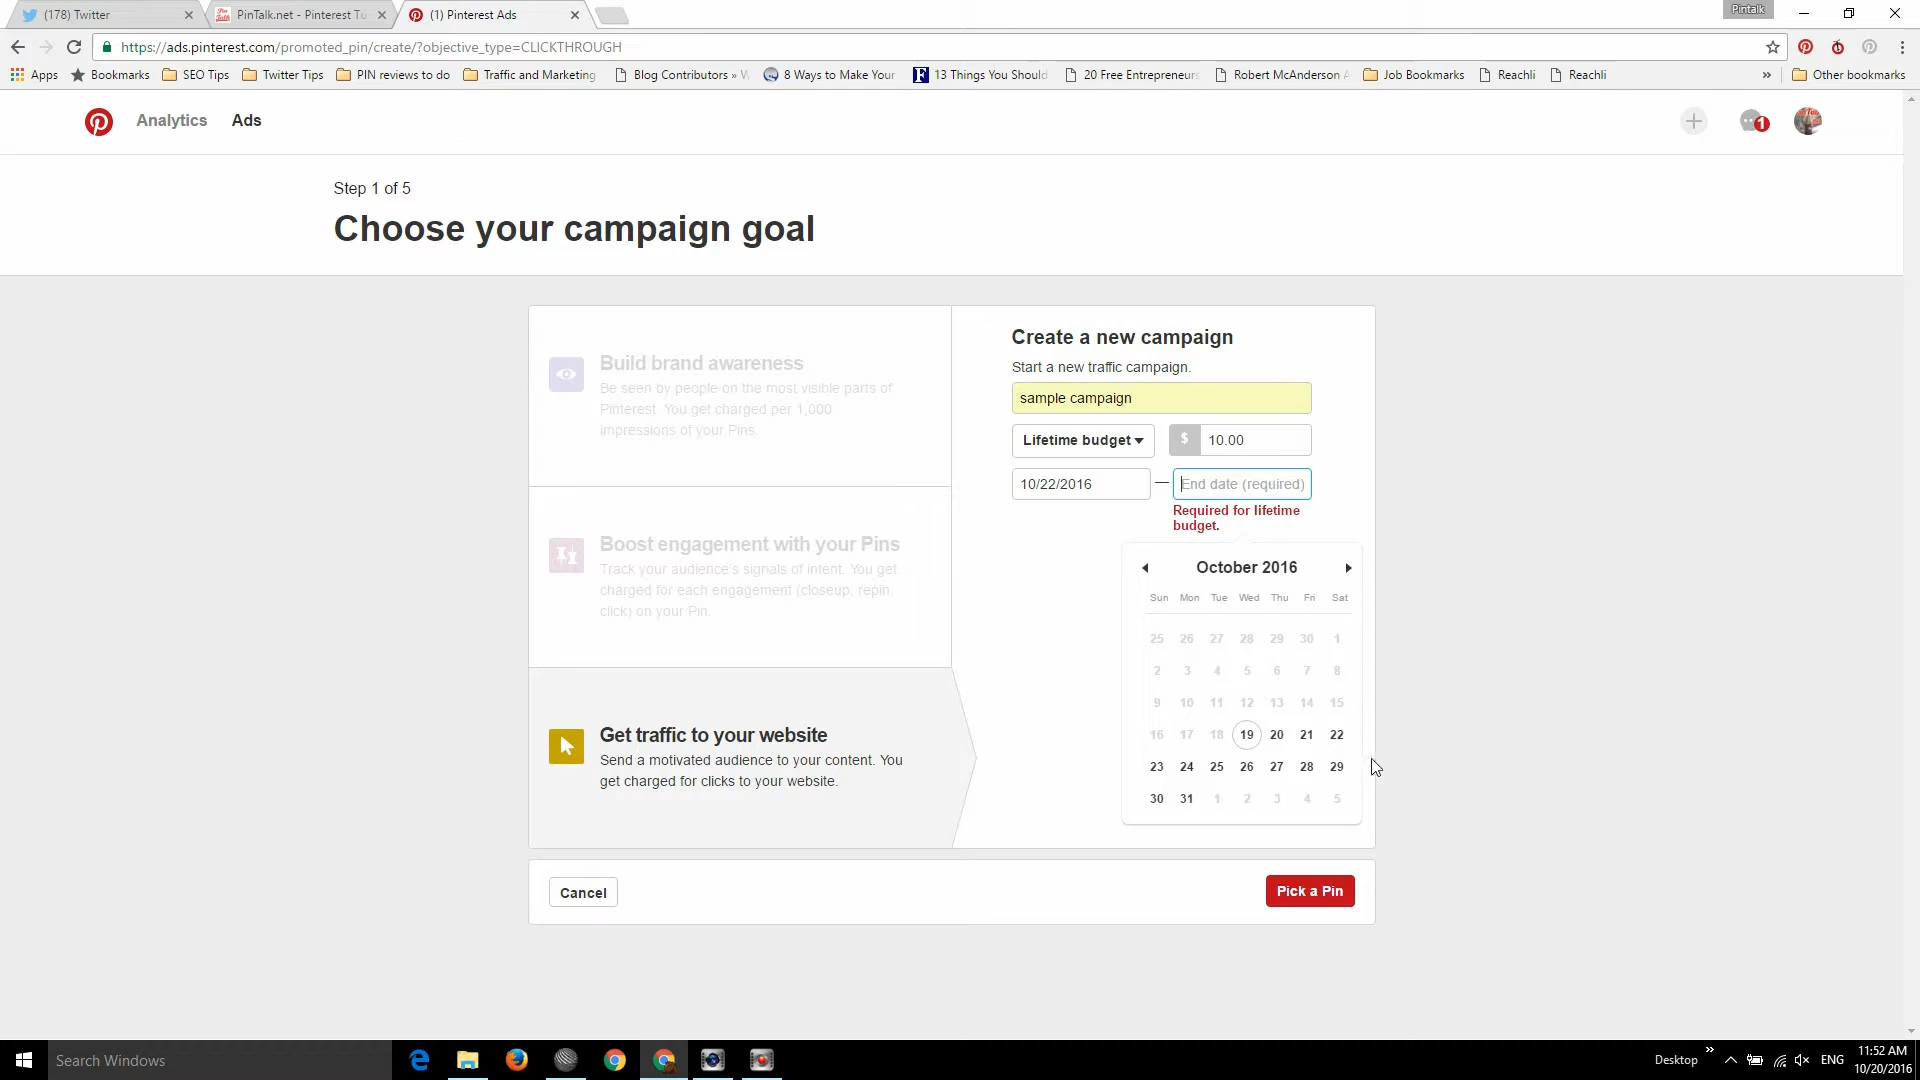 (178) Twitter
PinTalk.net - Pinterest Tu
(1) Pinterest Ads
Pintalk
https://ads.pinterest.com/promoted_pin/create/?objective_type=CLICKTHROUGH
Apps
Bookmarks
SEO Tips
Twitter Tips
PIN reviews to do
Traffic and Marketing
Blog Contributors » W
8 Ways to Make Your
13 Things You Should
20 Free Entrepreneurs
Robert McAnderson A
Job Bookmarks
Reachli
Reachli
»
Other bookmarks
Analytics
Ads
1
Step 1 of 5
Choose your campaign goal
Build brand awareness
Be seen by people on the most visible parts of
Pinterest. You get charged per 1,000
impressions of your Pins.
Boost engagement with your Pins
Track your audience's signals of intent. You get
charged for each engagement (closeup, repin,
click) on your Pin.
Get traffic to your website
Send a motivated audience to your content. You
get charged for clicks to your website.
Create a new campaign
Start a new traffic campaign.
sample campaign
Lifetime budget
$ 10.00
10/22/2016 — End date (required)
Required for lifetime
budget.
October 2016
Sun Mon Tue Wed Thu Fri Sat
25 26 27 28 29 30 1
2 3 4 5 6 7 8
9 10 11 12 13 14 15
16 17 18 19 20 21 22
23 24 25 26 27 28 29
30 31 1 2 3 4 5
Cancel
Pick a Pin
Search Windows
Desktop
»
ENG
11:52 AM
10/20/2016